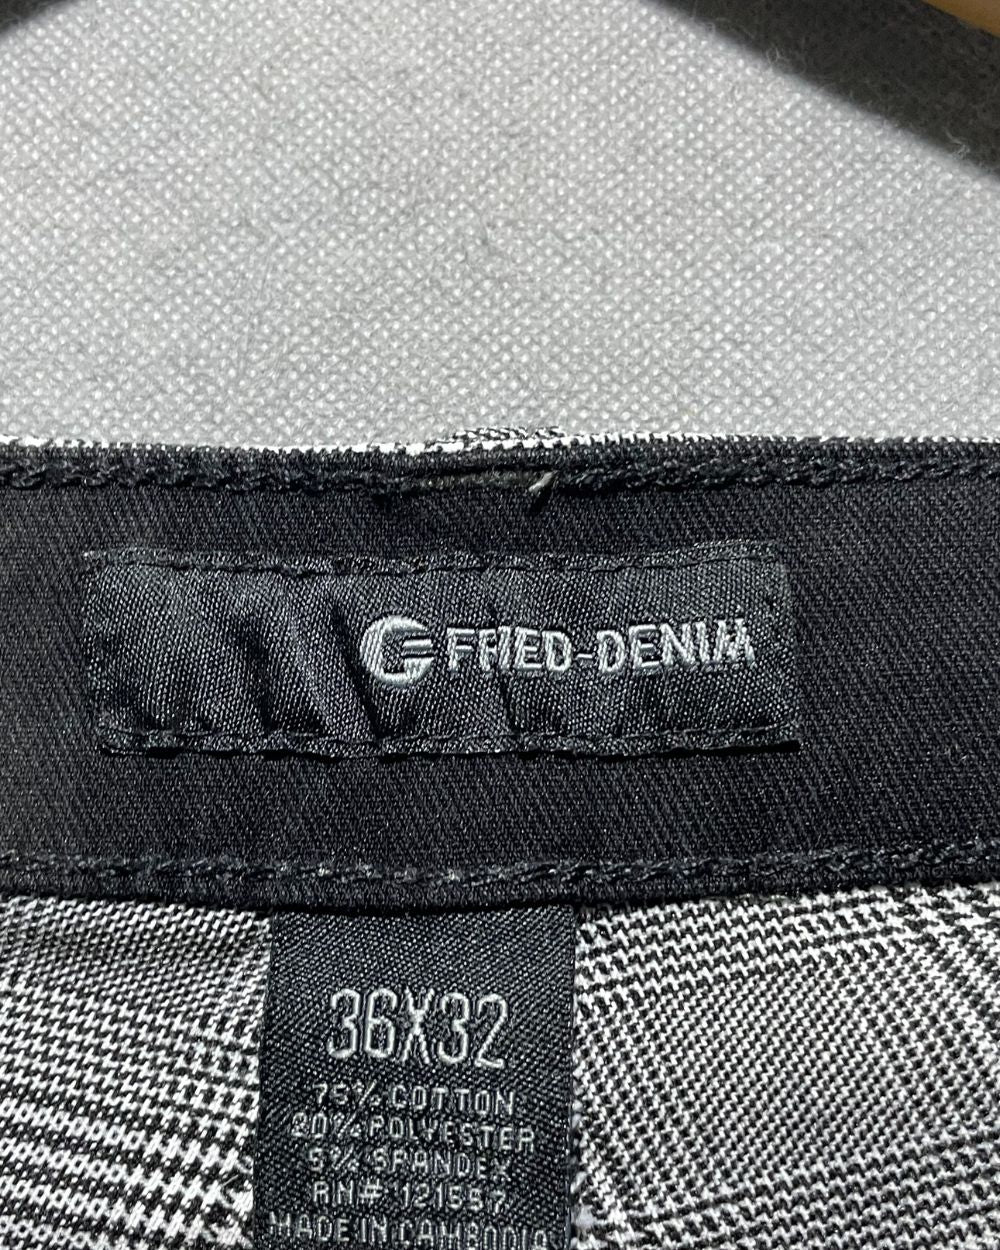 FRIED-DENIM
36X32
75% COTTON
20% POLYESTER
5% SPANDEX
RN# 121557
MADE IN CAMBODIA